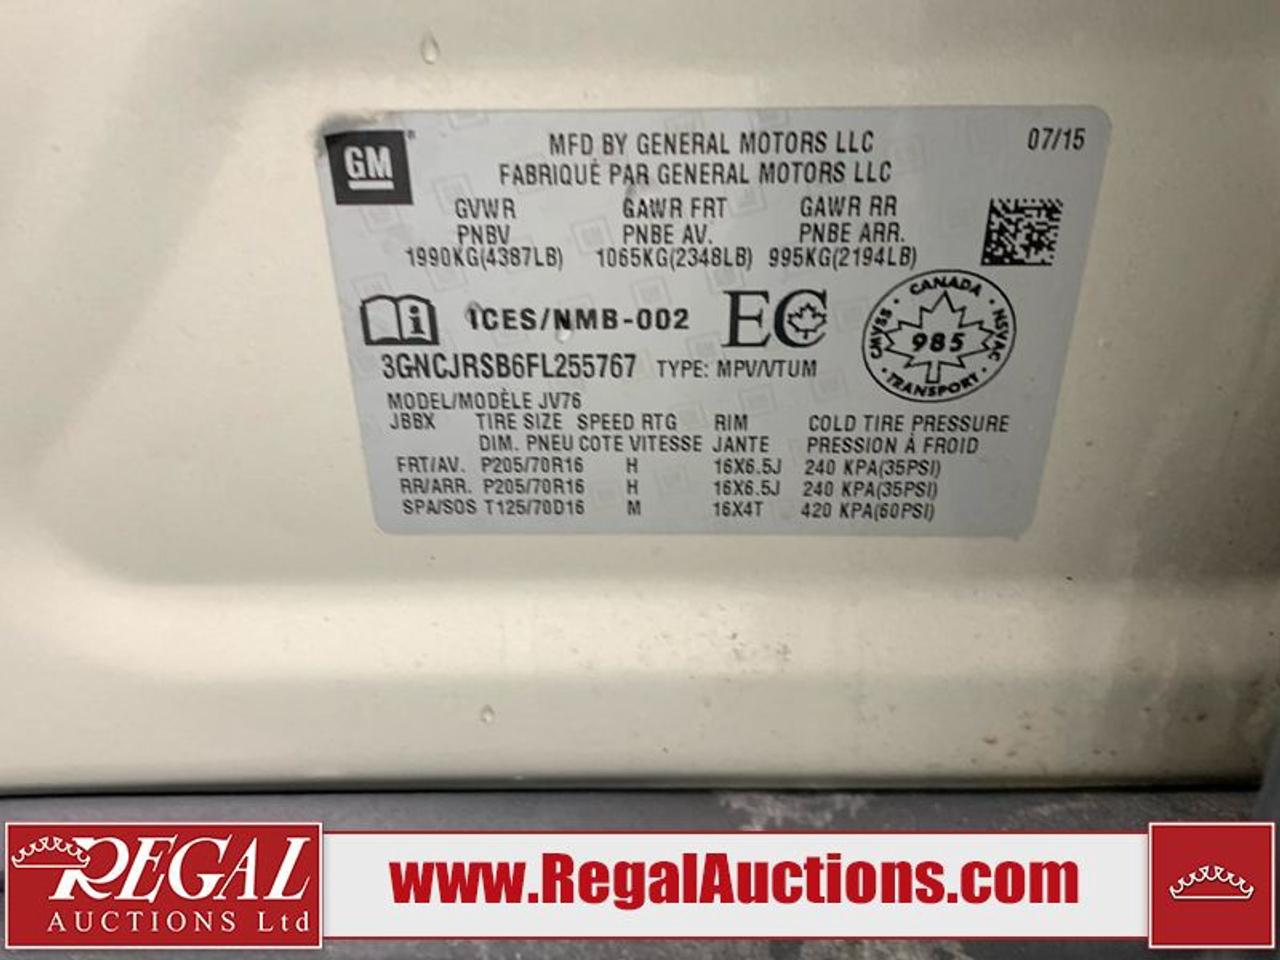 GM
MFD BY GENERAL MOTORS LLC 07/15
FABRIQUÉ PAR GENERAL MOTORS LLC
GVWR GAWR FRT GAWR RR
PNBV PNBE AV. PNBE ARR.
1990KG(4387LB) 1065KG(2348LB) 995KG(2194LB)
i ICES/NMB-002 EC
CANADA
CMVSS 985 NSVAC
TRANSPORT
3GNCJRSB6FL255767 TYPE: MPV/VTUM
MODEL/MODÈLE JV76
JBBX TIRE SIZE SPEED RTG RIM COLD TIRE PRESSURE
DIM. PNEU COTE VITESSE JANTE PRESSION À FROID
FRT/AV. P205/70R16 H 16X6.5J 240 KPA(35PSI)
RR/ARR. P205/70R16 H 16X6.5J 240 KPA(35PSI)
SPA/SOS T125/70D16 M 16X4T 420 KPA(60PSI)
REGAL
AUCTIONS Ltd
www.RegalAuctions.com